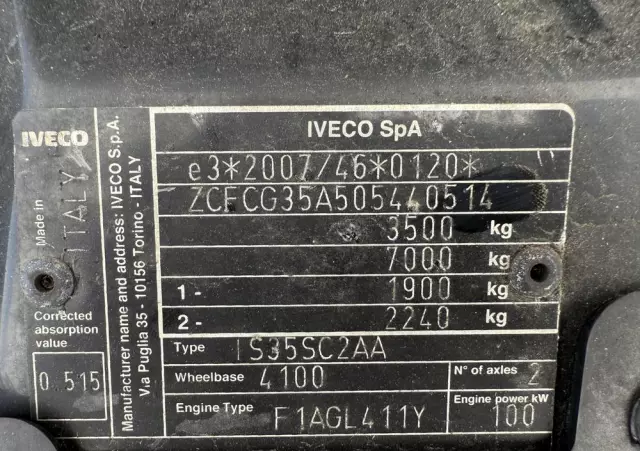 IVECO
IVECO SpA
e3*2007/46*0120*
ZCFCG35A505440514
3500 kg
7000 kg
1 - 1900 kg
2 - 2240 kg
Type IS35SC2AA
Wheelbase 4100
N° of axles 2
Engine Type F1AGL411Y
Engine power kW 100
Made in ITALY
Corrected absorption value
0.515
Manufacturer name and address: IVECO S.p.A.
V.a Puglia 35 - 10156 Torino - ITALY